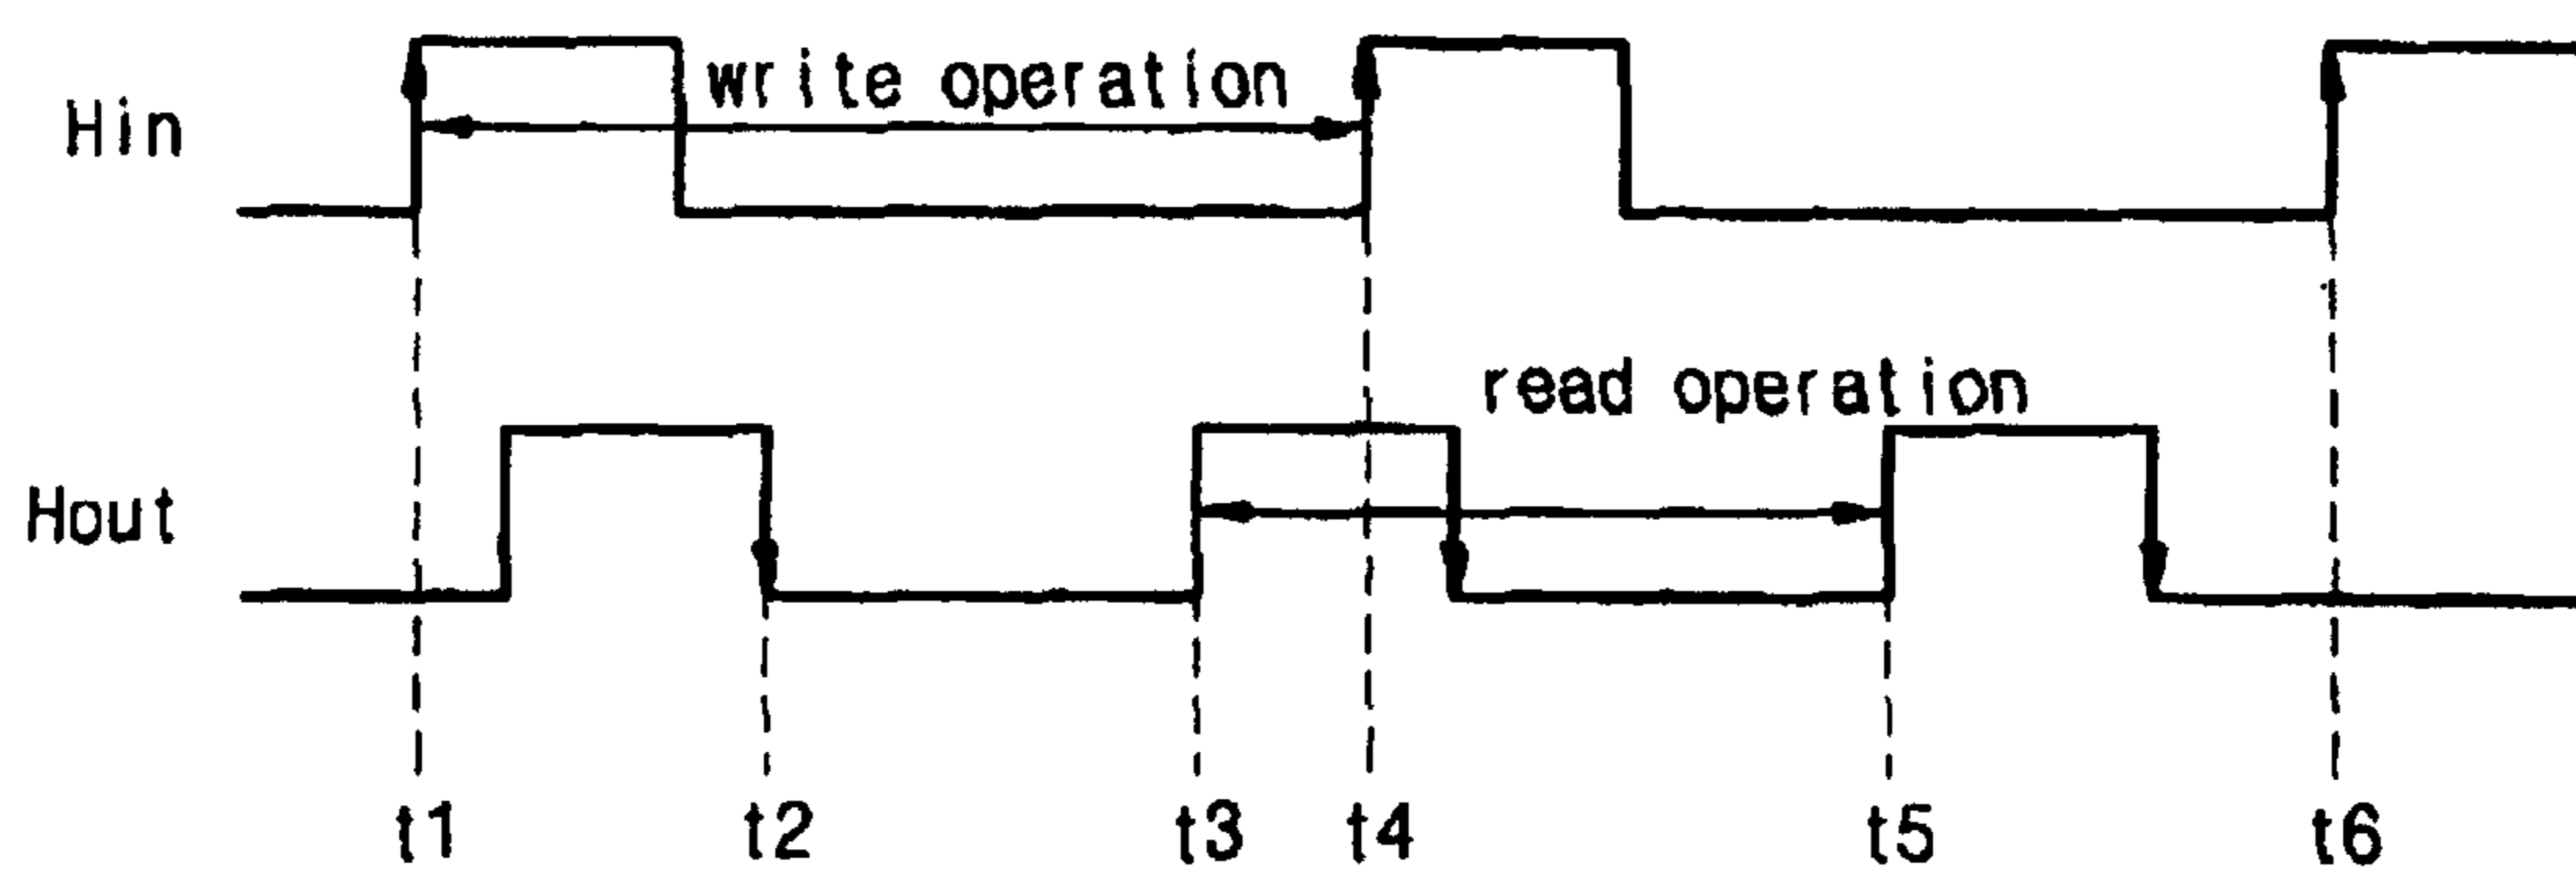 write operation
Hin
read operation
Hout
t1 t2 t3 t4 t5 t6